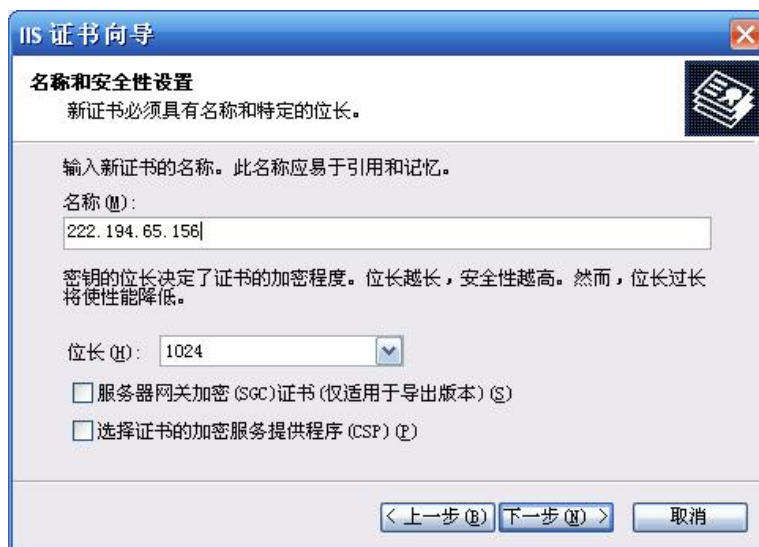 IIS 证书向导
名称和安全性设置
新证书必须具有名称和特定的位长。
输入新证书的名称。此名称应易于引用和记忆。
名称(M):
222.194.65.156
密钥的位长决定了证书的加密程度。位长越长，安全性越高。然而，位长过长
将使性能降低。
位长(H): 1024
服务器网关加密(SGC)证书(仅适用于导出版本)(S)
选择证书的加密服务提供程序(CSP)(P)
< 上一步(B) 下一步(N) > 取消